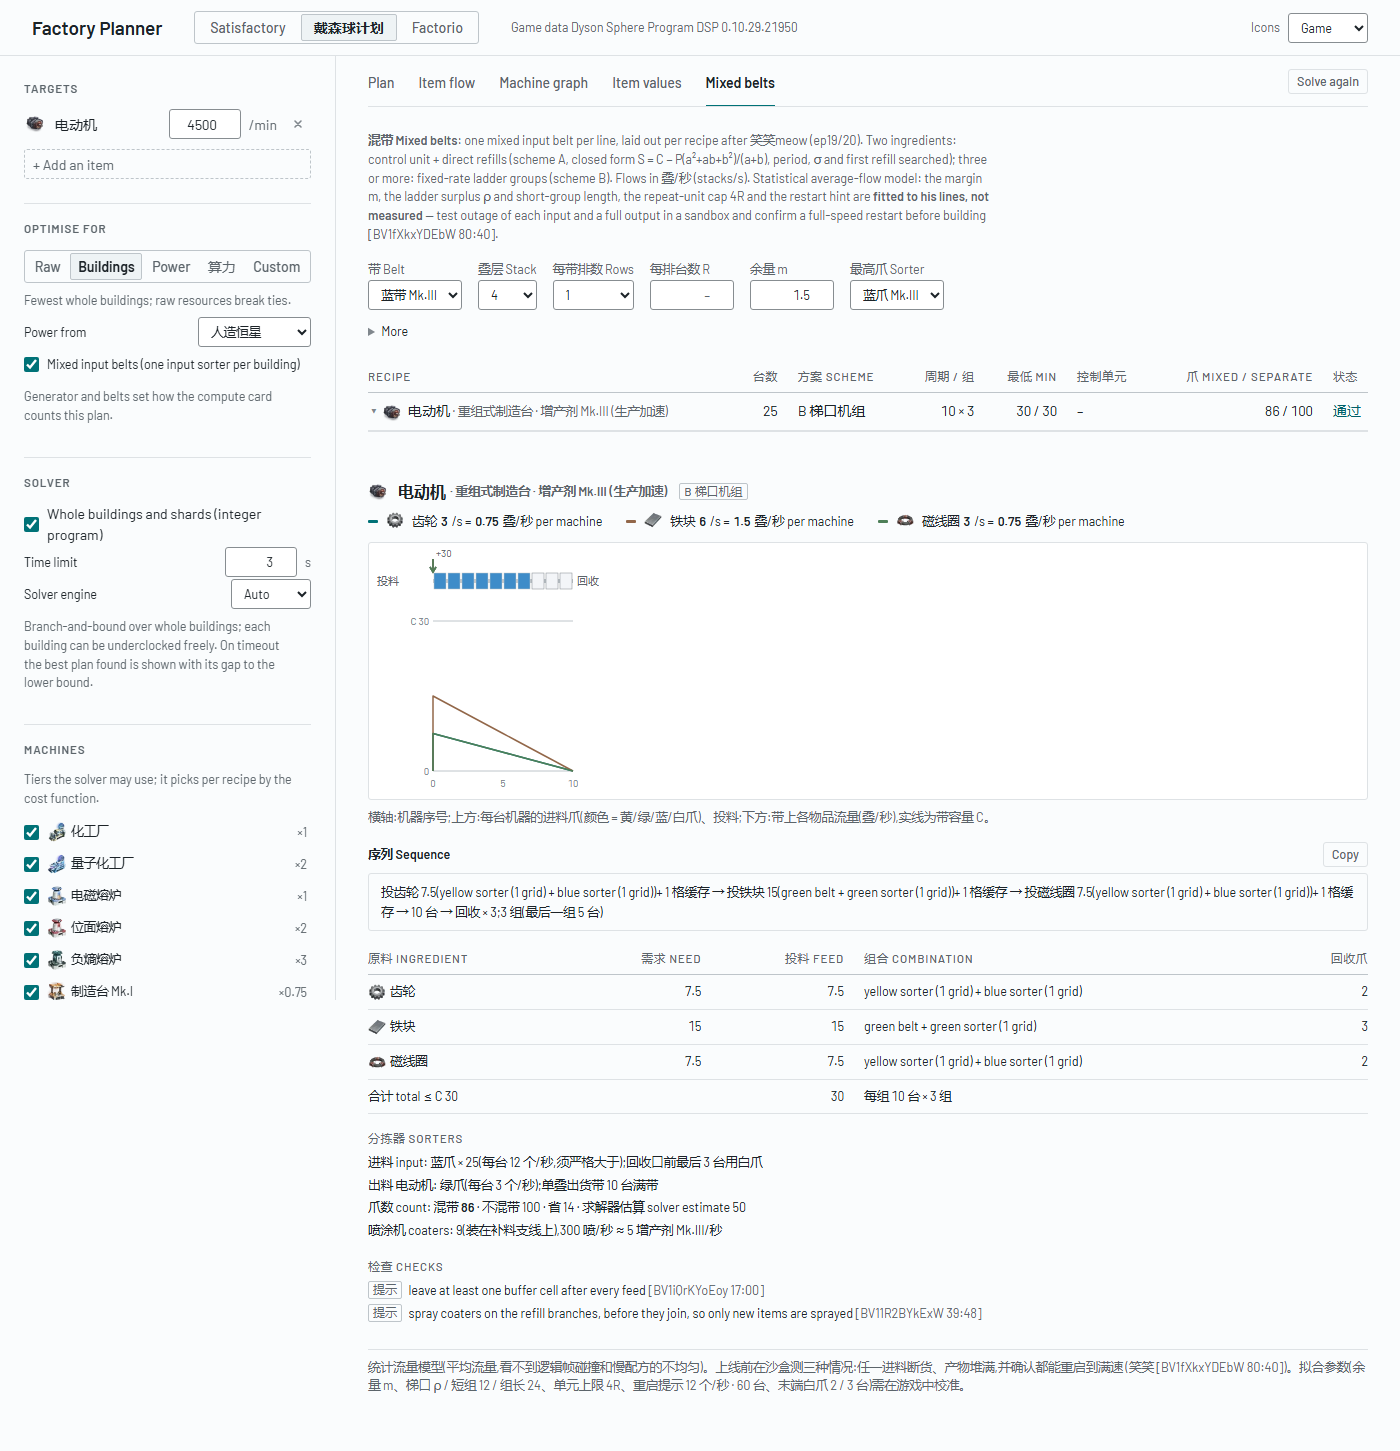 Factory Planner
Satisfactory 戴森球计划 Factorio
Game data Dyson Sphere Program DSP 0.10.29.21950
Icons Game
TARGETS
电动机 4500 /min ×
+ Add an item
OPTIMISE FOR
Raw Buildings Power 算力 Custom
Fewest whole buildings; raw resources break ties.
Power from 人造恒星
Mixed input belts (one input sorter per building)
Generator and belts set how the compute card
counts this plan.
SOLVER
Whole buildings and shards (integer
program)
Time limit 3 s
Solver engine Auto
Branch-and-bound over whole buildings; each
building can be underclocked freely. On timeout
the best plan found is shown with its gap to the
lower bound.
MACHINES
Tiers the solver may use; it picks per recipe by the
cost function.
化工厂 ×1
量子化工厂 ×2
电磁熔炉 ×1
位面熔炉 ×2
负熵熔炉 ×3
制造台 Mk.I ×0.75
Plan Item flow Machine graph Item values Mixed belts
Solve again
混带 Mixed belts: one mixed input belt per line, laid out per recipe after 笑笑meow (ep19/20). Two ingredients:
control unit + direct refills (scheme A, closed form S = C − P(a²+ab+b²)/(a+b), period, σ and first refill searched); three
or more: fixed-rate ladder groups (scheme B). Flows in 叠/秒 (stacks/s). Statistical average-flow model: the margin
m, the ladder surplus ρ and short-group length, the repeat-unit cap 4R and the restart hint are fitted to his lines, not
measured — test outage of each input and a full output in a sandbox and confirm a full-speed restart before building
[BV1fXkxYDEbW 80:40].
带 Belt 叠层 Stack 每带排数 Rows 每排台数 R 余量 m 最高爪 Sorter
蓝带 Mk.III 4 1 – 1.5 蓝爪 Mk.III
More
RECIPE 台数 方案 SCHEME 周期 / 组 最低 MIN 控制单元 爪 MIXED / SEPARATE 状态
电动机 · 重组式制造台 · 增产剂 Mk.III (生产加速) 25 B 梯口机组 10 × 3 30 / 30 – 86 / 100 通过
电动机 · 重组式制造台 · 增产剂 Mk.III (生产加速) B 梯口机组
齿轮 3 /s = 0.75 叠/秒 per machine 铁块 6 /s = 1.5 叠/秒 per machine 磁线圈 3 /s = 0.75 叠/秒 per machine
+30
投料 回收
C 30
0
0 5 10
横轴:机器序号;上方:每台机器的进料爪(颜色 = 黄/绿/蓝/白爪)、投料;下方:带上各物品流量(叠/秒),实线为带容量 C。
序列 Sequence
Copy
投齿轮 7.5(yellow sorter (1 grid) + blue sorter (1 grid))+ 1 格缓存 → 投铁块 15(green belt + green sorter (1 grid))+ 1 格缓存 → 投磁线圈 7.5(yellow sorter (1 grid) + blue sorter (1 grid))+ 1 格缓
存 → 10 台 → 回收 × 3;3 组(最后一组 5 台)
原料 INGREDIENT 需求 NEED 投料 FEED 组合 COMBINATION 回收爪
齿轮 7.5 7.5 yellow sorter (1 grid) + blue sorter (1 grid) 2
铁块 15 15 green belt + green sorter (1 grid) 3
磁线圈 7.5 7.5 yellow sorter (1 grid) + blue sorter (1 grid) 2
合计 total ≤ C 30 30 每组 10 台 × 3 组
分拣器 SORTERS
进料 input: 蓝爪 × 25(每台 12 个/秒,须严格大于);回收口前最后 3 台用白爪
出料 电动机: 绿爪(每台 3 个/秒);单叠出货带 10 台满带
爪数 count: 混带 86 · 不混带 100 · 省 14 · 求解器估算 solver estimate 50
喷涂机 coaters: 9(装在补料支线上),300 喷/秒 ≈ 5 增产剂 Mk.III/秒
检查 CHECKS
提示 leave at least one buffer cell after every feed [BV1iQrKYoEoy 17:00]
提示 spray coaters on the refill branches, before they join, so only new items are sprayed [BV11R2BYkExW 39:48]
统计流量模型(平均流量,看不到逻辑帧碰撞和慢配方的不均匀)。上线前在沙盒测三种情况:任一进料断货、产物堆满,并确认都能重启到满速 (笑笑 [BV1fXkxYDEbW 80:40])。拟合参数(余
量 m、梯口 ρ / 短组 12 / 组长 24、单元上限 4R、重启提示 12 个/秒 · 60 台、末端白爪 2 / 3 台)需在游戏中校准。